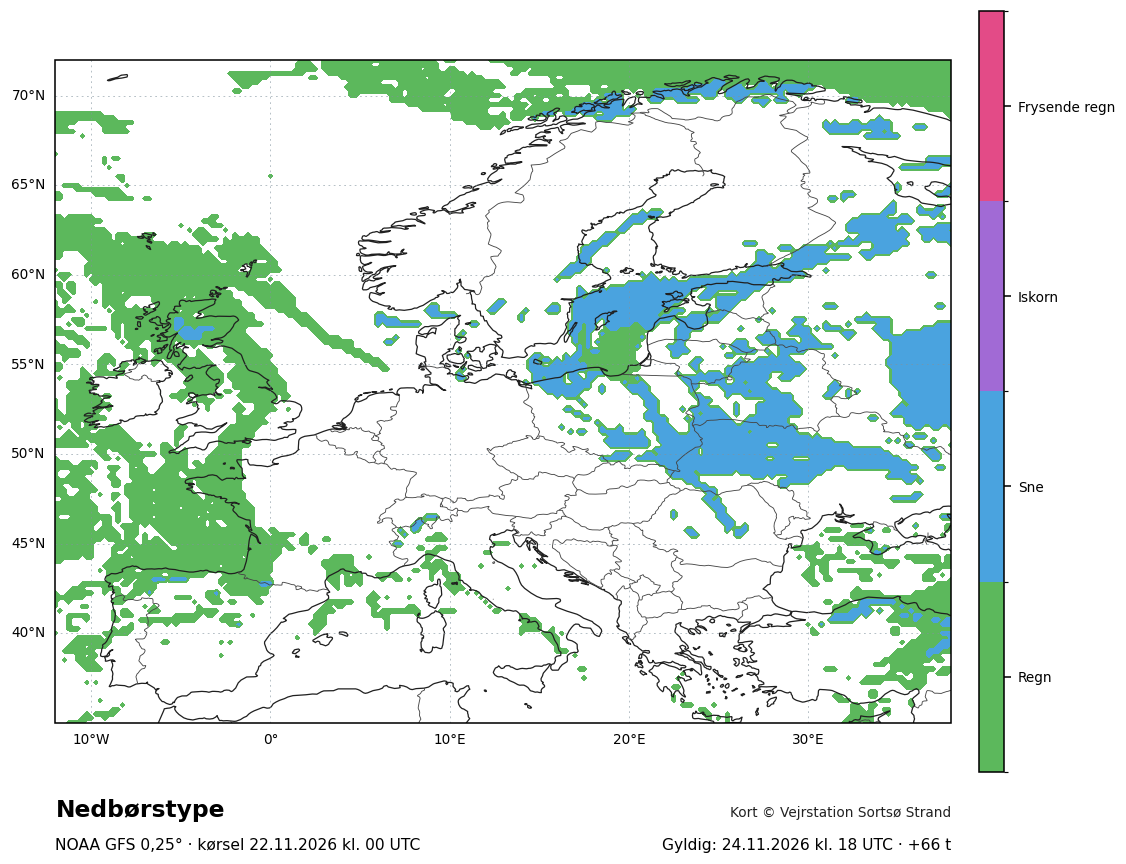 70°N
65°N
60°N
55°N
50°N
45°N
40°N
10°W
0°
10°E
20°E
30°E
Frysende regn
Iskorn
Sne
Regn
Nedbørstype
Kort © Vejrstation Sortsø Strand
NOAA GFS 0,25° · kørsel 22.11.2026 kl. 00 UTC
Gyldig: 24.11.2026 kl. 18 UTC · +66 t